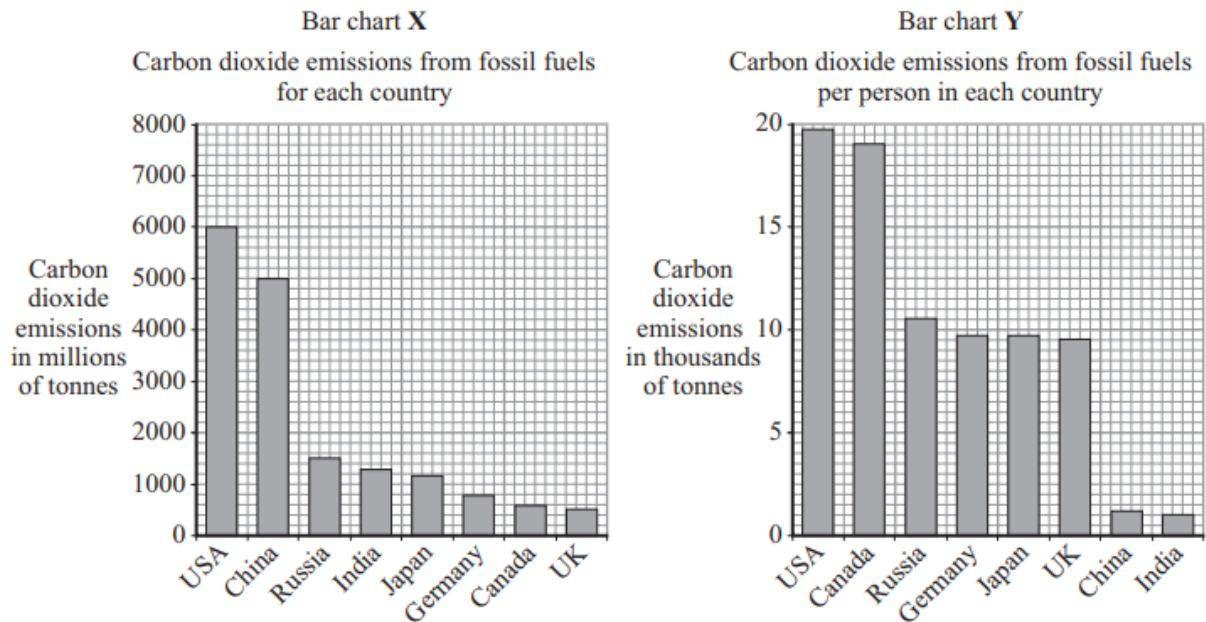 Bar chart X
Carbon dioxide emissions from fossil fuels
for each country
8000
7000
6000
5000
4000
3000
2000
1000
0
Carbon
dioxide
emissions
in millions
of tonnes
USA
China
Russia
India
Japan
Germany
Canada
UK
Bar chart Y
Carbon dioxide emissions from fossil fuels
per person in each country
20
15
10
5
0
Carbon
dioxide
emissions
in thousands
of tonnes
USA
Canada
Russia
Germany
Japan
UK
China
India